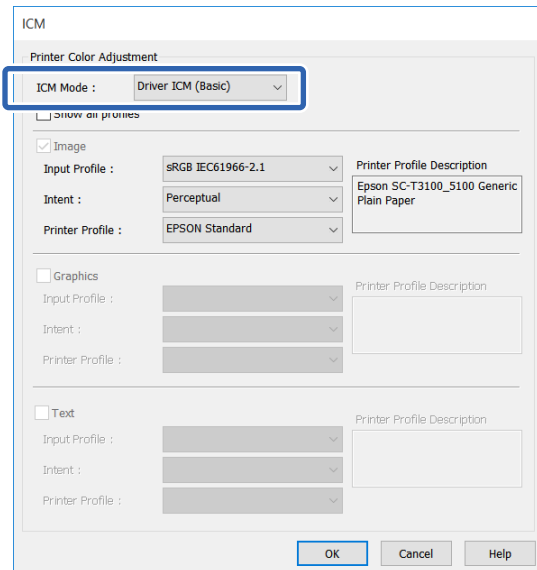 ICM
Printer Color Adjustment
ICM Mode : Driver ICM (Basic)
Show all profiles
Image
Input Profile : sRGB IEC61966-2.1
Printer Profile Description
Epson SC-T3100_5100 Generic
Plain Paper
Intent : Perceptual
Printer Profile : EPSON Standard
Graphics
Printer Profile Description
Input Profile :
Intent :
Printer Profile :
Text
Printer Profile Description
Input Profile :
Intent :
Printer Profile :
OK Cancel Help